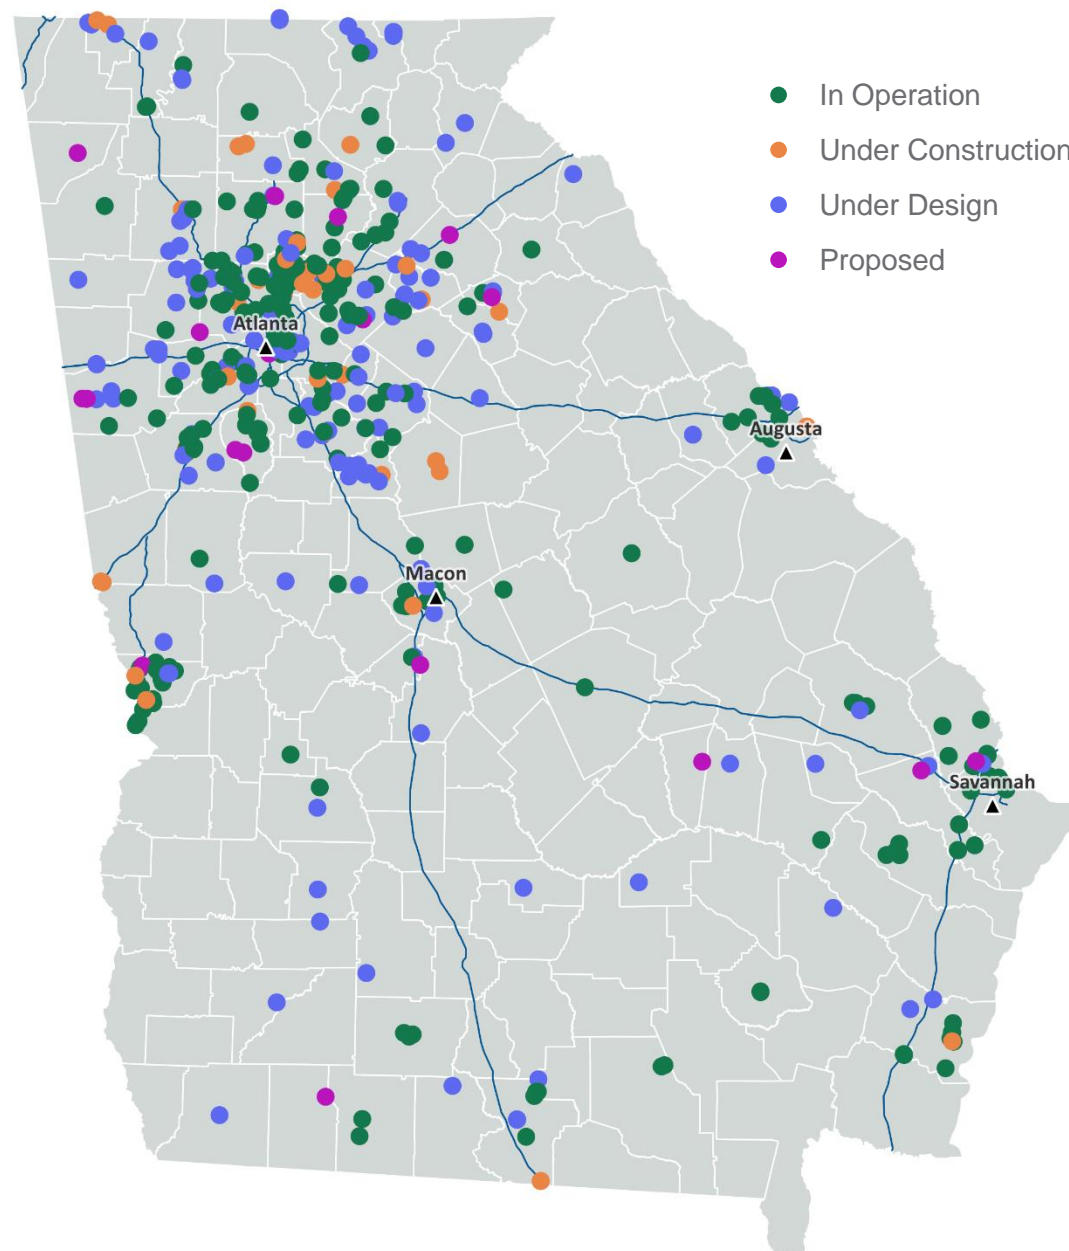 In Operation
Under Construction
Under Design
Proposed
Atlanta
Augusta
Macon
Savannah